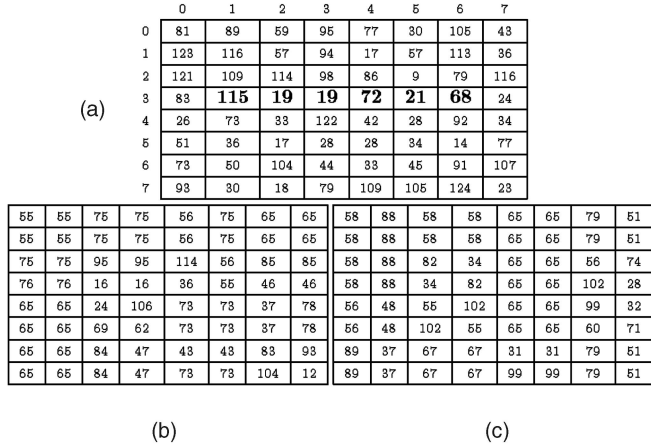 0 1 2 3 4 5 6 7
0 81 89 59 95 77 30 105 43
1 123 116 57 94 17 57 113 36
2 121 109 114 98 86 9 79 116
3 83 115 19 19 72 21 68 24
4 26 73 33 122 42 28 92 34
5 51 36 17 28 28 34 14 77
6 73 50 104 44 33 45 91 107
7 93 30 18 79 109 105 124 23
(a)
55 55 75 75 56 75 65 65
55 55 75 75 56 75 65 65
75 75 95 95 114 56 85 85
76 76 16 16 36 55 46 46
65 65 24 106 73 73 37 78
65 65 69 62 73 73 37 78
65 65 84 47 43 43 83 93
65 65 84 47 73 73 104 12
(b)
58 88 58 58 65 65 79 51
58 88 58 58 65 65 79 51
58 88 82 34 65 65 56 74
58 88 34 82 65 65 102 28
56 48 55 102 65 65 99 32
56 48 102 55 65 65 60 71
89 37 67 67 31 31 79 51
89 37 67 67 99 99 79 51
(c)